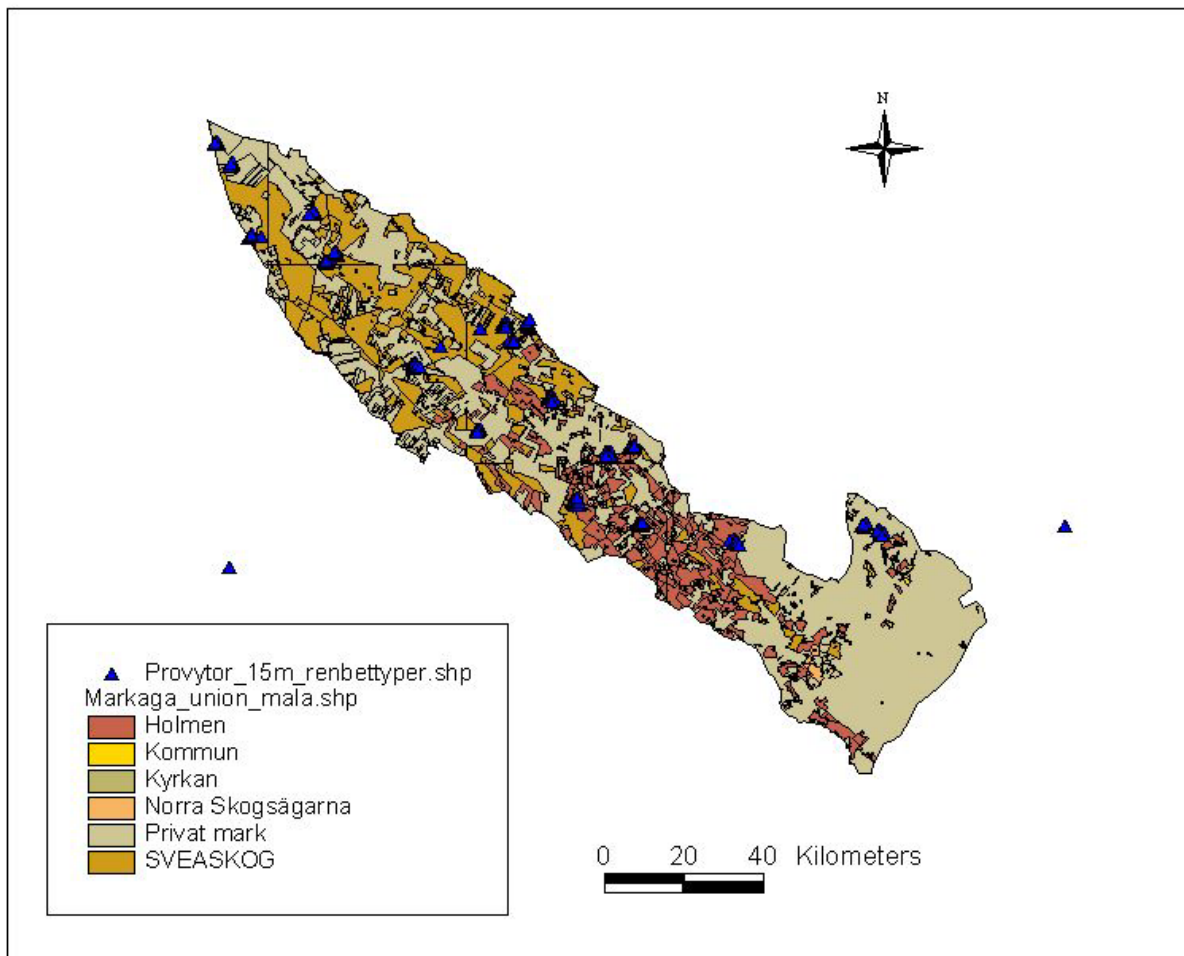 N
Provytor_15m_renbettyper.shp
Markaga_union_mala.shp
Holmen
Kommun
Kyrkan
Norra Skogsägarna
Privat mark
SVEASKOG
0 20 40 Kilometers